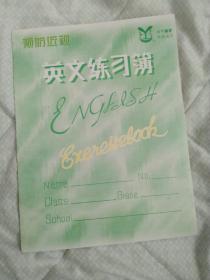 预防近视
英文练习簿
ENGLISH
Exercisebook
Name No.
Class Grade
School